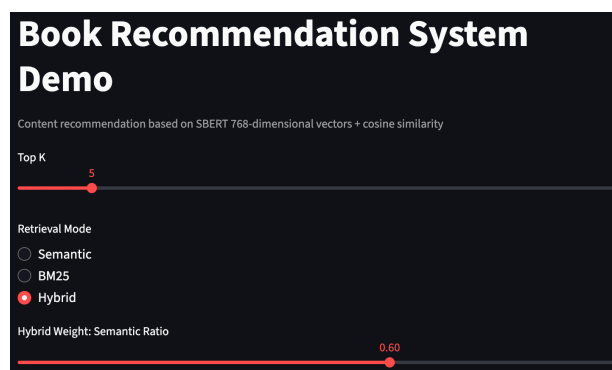 Book Recommendation System
Demo
Content recommendation based on SBERT 768-dimensional vectors + cosine similarity
Top K
5
Retrieval Mode
Semantic
BM25
Hybrid
Hybrid Weight: Semantic Ratio
0.60